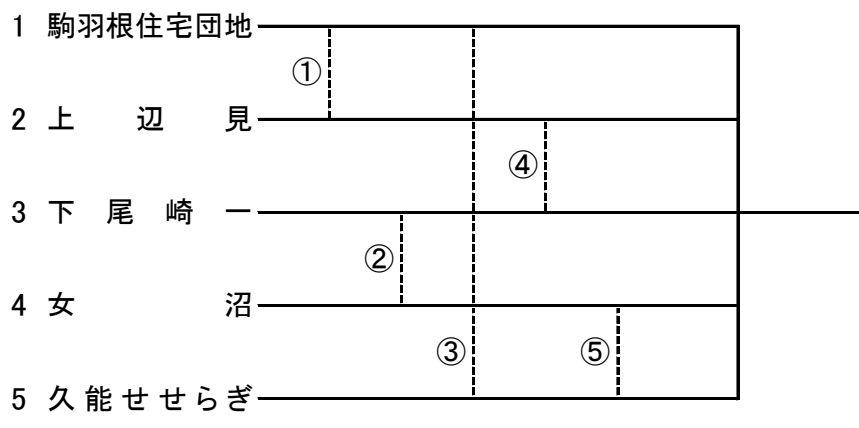 1 駒羽根住宅団地
①
2 上辺見
④
3 下尾崎一
②
4 女沼
③ ⑤
5 久能せせらぎ